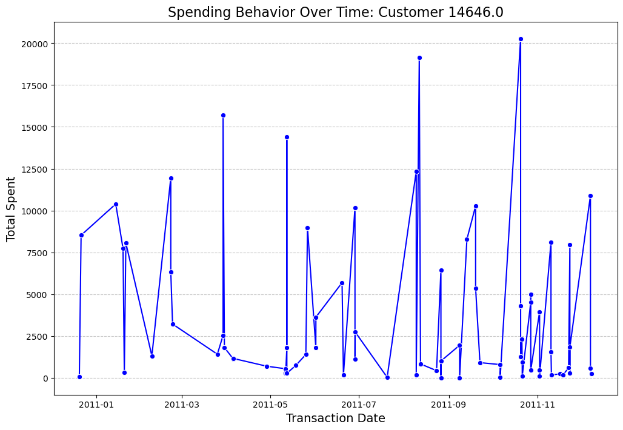 Spending Behavior Over Time: Customer 14646.0
Total Spent
20000
17500
15000
12500
10000
7500
5000
2500
0
2011-01 2011-03 2011-05 2011-07 2011-09 2011-11
Transaction Date